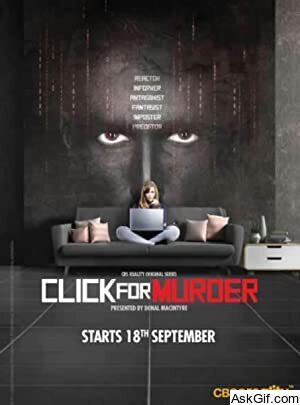 REACTOR
INFORMER
ANTAGONIST
FANTASIST
IMPOSTER
PREDATOR
CBS REALITY ORIGINAL SERIES
CLICK FOR MURDER
PRESENTED BY DONAL MACINTYRE
STARTS 18TH SEPTEMBER
CBS reality™
AskGif.com